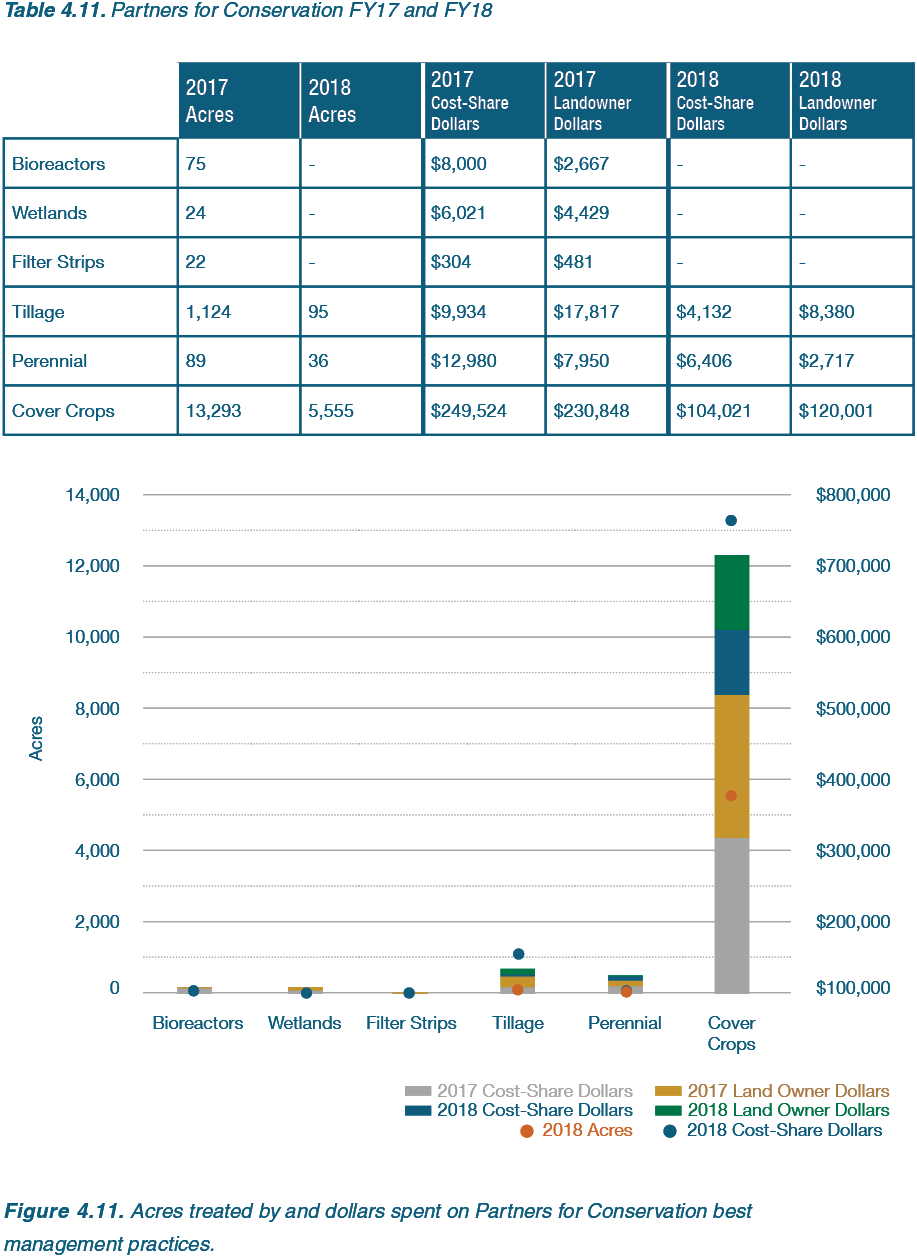 Table 4.11. Partners for Conservation FY17 and FY18
2017 Acres 2018 Acres 2017 Cost-Share Dollars 2017 Landowner Dollars 2018 Cost-Share Dollars 2018 Landowner Dollars
Bioreactors 75 - $8,000 $2,667 - -
Wetlands 24 - $6,021 $4,429 - -
Filter Strips 22 - $304 $481 - -
Tillage 1,124 95 $9,934 $17,817 $4,132 $8,380
Perennial 89 36 $12,980 $7,950 $6,406 $2,717
Cover Crops 13,293 5,555 $249,524 $230,848 $104,021 $120,001
14,000 $800,000
12,000 $700,000
10,000 $600,000
8,000 $500,000
Acres
6,000 $400,000
4,000 $300,000
2,000 $200,000
0 $100,000
Bioreactors Wetlands Filter Strips Tillage Perennial Cover
Crops
2017 Cost-Share Dollars 2017 Land Owner Dollars
2018 Cost-Share Dollars 2018 Land Owner Dollars
2018 Acres 2018 Cost-Share Dollars
Figure 4.11. Acres treated by and dollars spent on Partners for Conservation best
management practices.